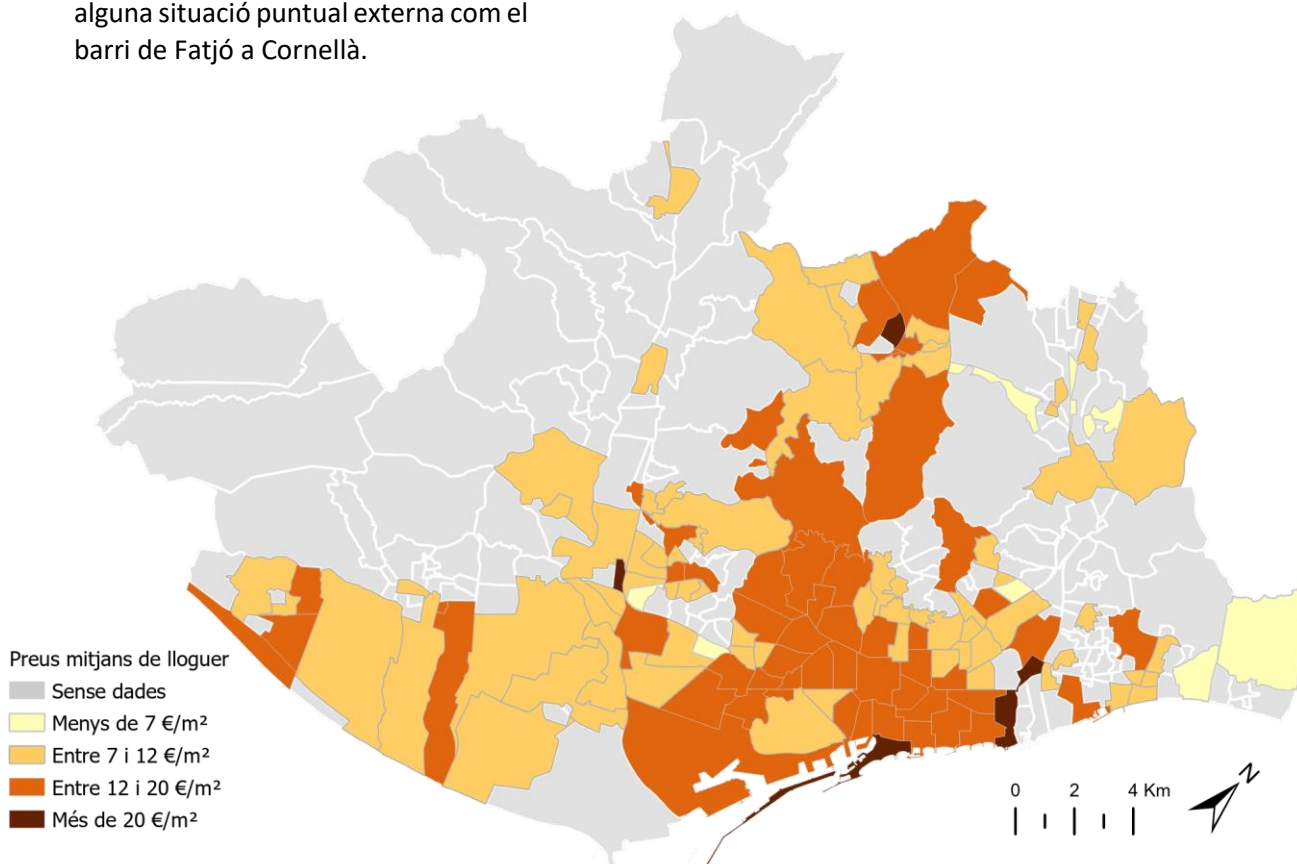 alguna situació puntual externa com el
barri de Fatjó a Cornellà.
Preus mitjans de lloguer
Sense dades
Menys de 7 €/m²
Entre 7 i 12 €/m²
Entre 12 i 20 €/m²
Més de 20 €/m²
0 2 4 Km
N